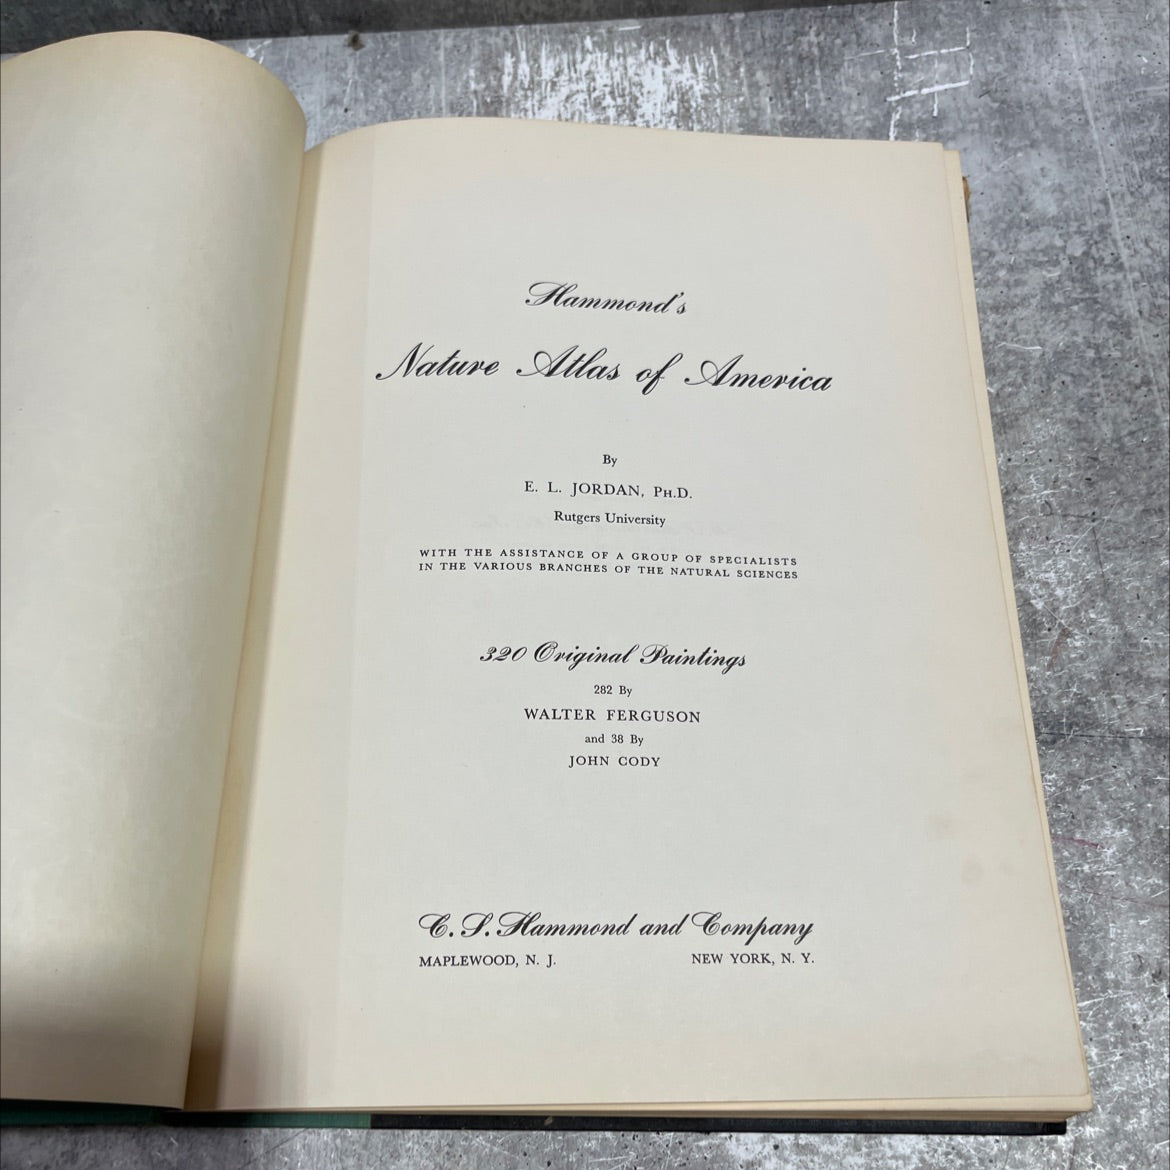 Hammond's
Nature Atlas of America
By
E. L. JORDAN, PH.D.
Rutgers University
WITH THE ASSISTANCE OF A GROUP OF SPECIALISTS
IN THE VARIOUS BRANCHES OF THE NATURAL SCIENCES
320 Original Paintings
282 By
WALTER FERGUSON
and 38 By
JOHN CODY
C. S. Hammond and Company
MAPLEWOOD, N. J. NEW YORK, N. Y.